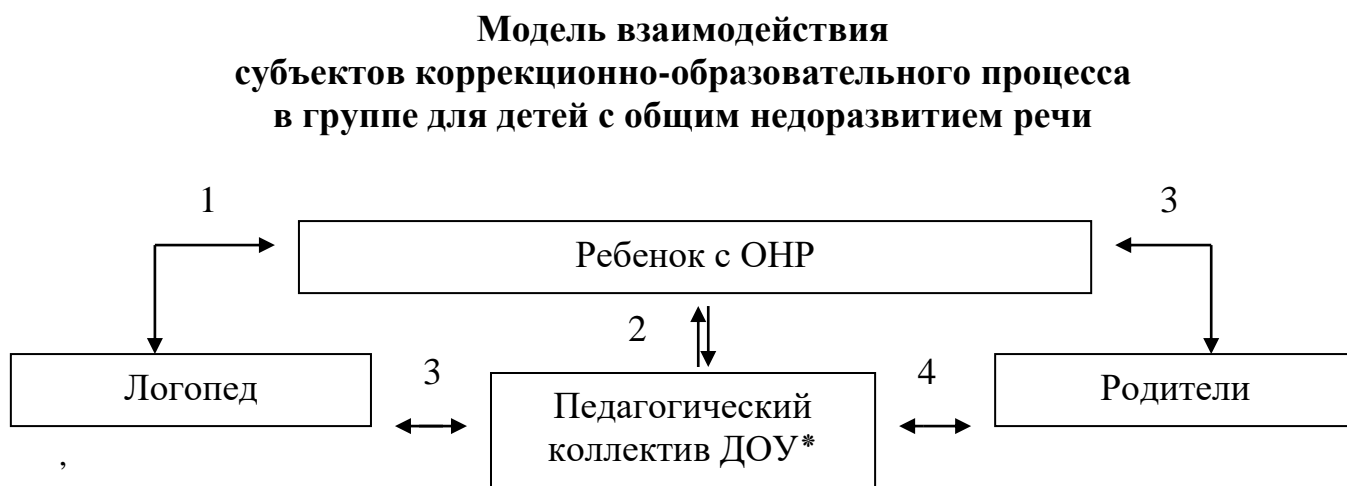 Модель взаимодействия
субъектов коррекционно-образовательного процесса
в группе для детей с общим недоразвитием речи
1
3
Ребенок с ОНР
2
Логопед
3
Педагогический
коллектив ДОУ*
4
Родители
,